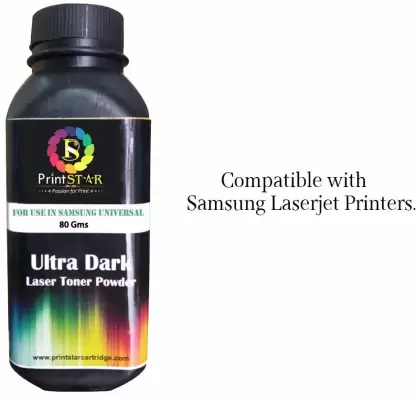 PS
PrintSTAR
Passion for Print
FOR USE IN SAMSUNG UNIVERSAL
80 Gms
Ultra Dark
Laser Toner Powder
www.printstarcartridge.com
Compatible with
Samsung Laserjet Printers.